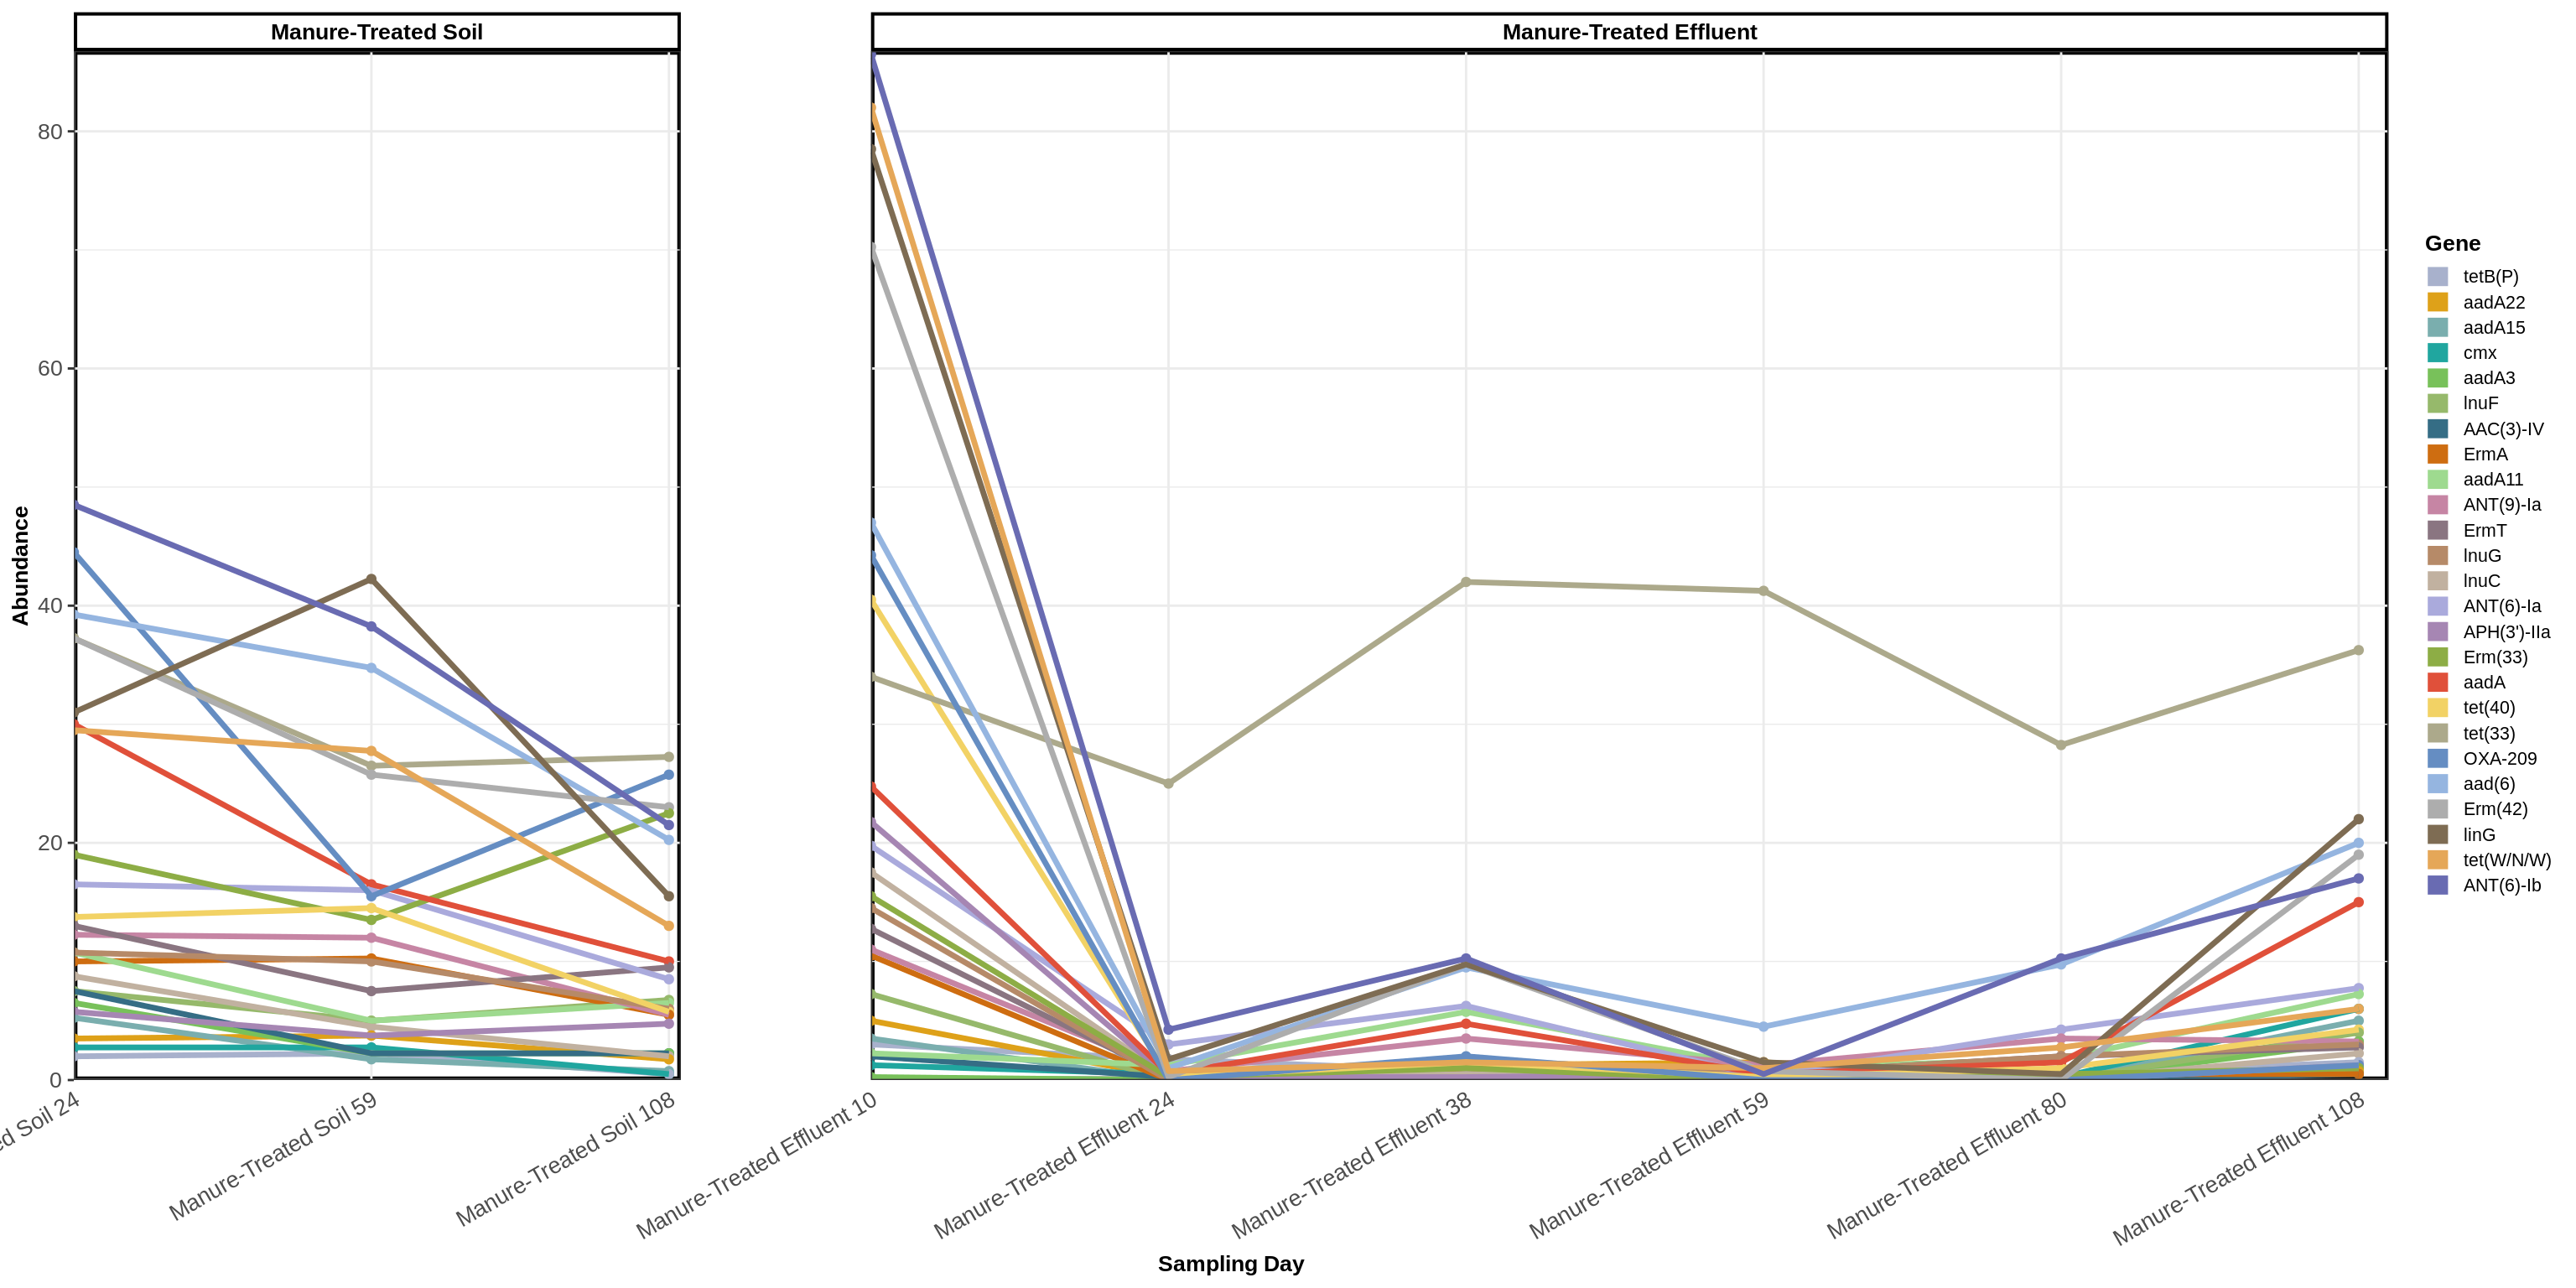 Manure-Treated Soil
Manure-Treated Effluent
80
60
40
20
0
Abundance
ed Soil 24
Manure-Treated Soil 59
Manure-Treated Soil 108
Manure-Treated Effluent 10
Manure-Treated Effluent 24
Manure-Treated Effluent 38
Manure-Treated Effluent 59
Manure-Treated Effluent 80
Manure-Treated Effluent 108
Sampling Day
Gene
tetB(P)
aadA22
aadA15
cmx
aadA3
lnuF
AAC(3)-IV
ErmA
aadA11
ANT(9)-Ia
ErmT
lnuG
lnuC
ANT(6)-Ia
APH(3')-IIa
Erm(33)
aadA
tet(40)
tet(33)
OXA-209
aad(6)
Erm(42)
linG
tet(W/N/W)
ANT(6)-Ib